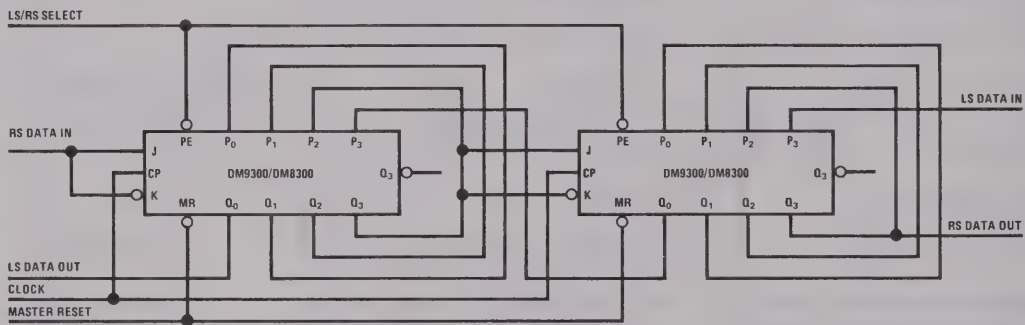 LS/RS SELECT
RS DATA IN
PE P₀ P₁ P₂ P₃
J
CP
K
DM9300/DM8300
Q₃
MR Q₀ Q₁ Q₂ Q₃
PE P₀ P₁ P₂ P₃
J
CP
K
DM9300/DM8300
Q₃
MR Q₀ Q₁ Q₂ Q₃
LS DATA IN
RS DATA OUT
LS DATA OUT
CLOCK
MASTER RESET